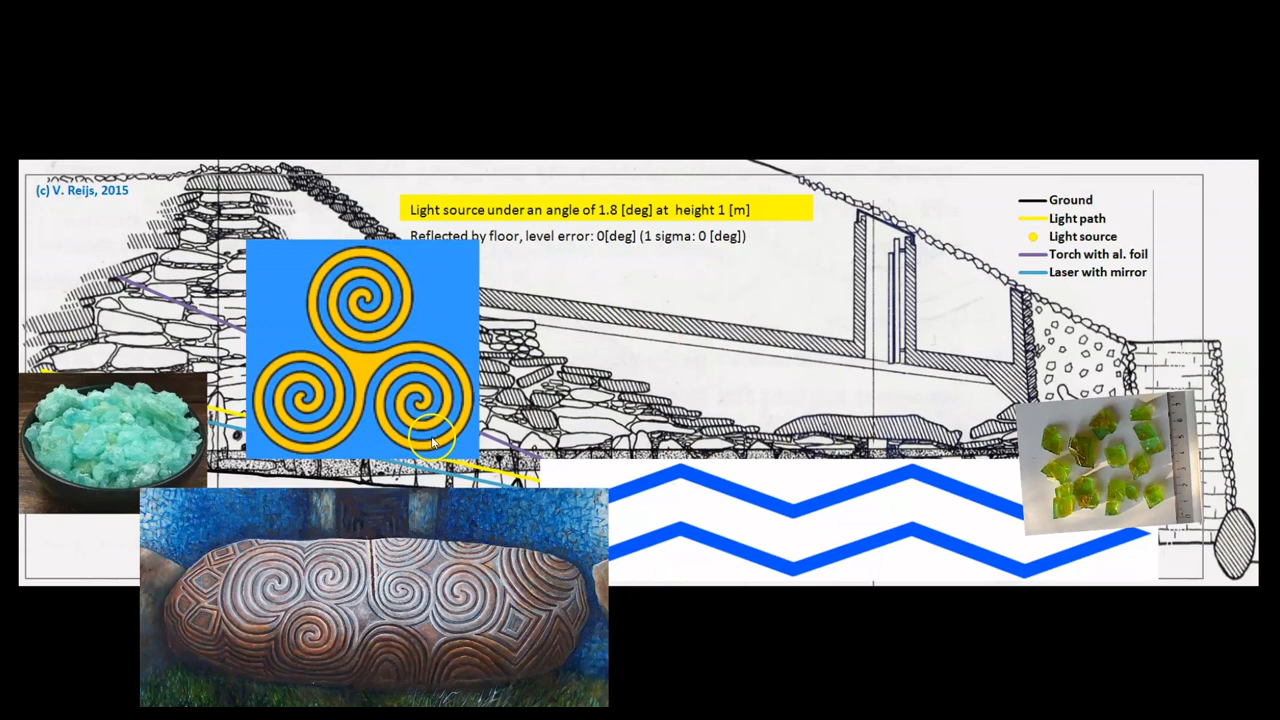 (c) V. Reijs, 2015
Light source under an angle of 1.8 [deg] at height 1 [m]
Reflected by floor, level error: 0[deg] (1 sigma: 0 [deg])
Ground
Light path
Light source
Torch with al. foil
Laser with mirror